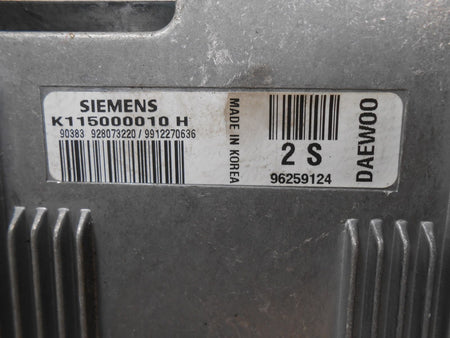 SIEMENS
K115000010 H
90383 928073220 / 9912270636
MADE IN KOREA
2 S
96259124
DAEWOO